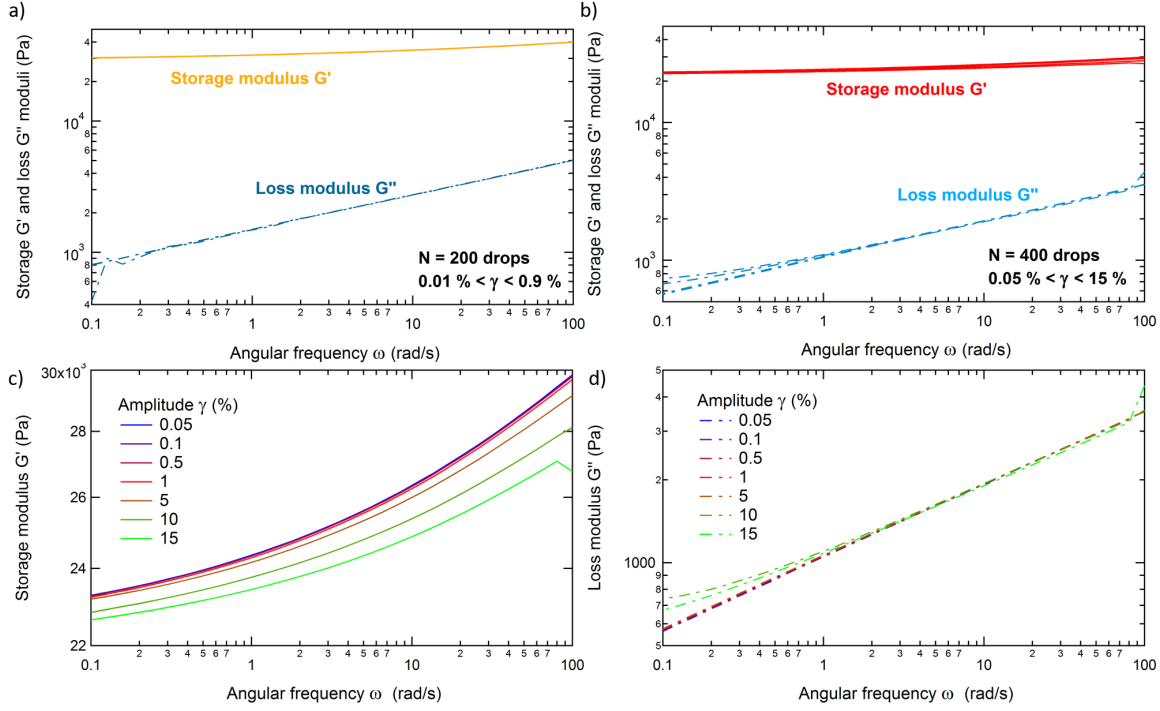 a)
Storage G' and loss G'' moduli (Pa)
4
2
10⁴
8
6
4
2
10³
8
6
4
Storage modulus G'
Loss modulus G''
N = 200 drops
0.01 % < γ < 0.9 %
0.1 2 3 4 5 6 7 1 2 3 4 5 6 7 10 2 3 4 5 6 7 100
Angular frequency ω (rad/s)
b)
Storage G' and loss G'' moduli (Pa)
4
2
10⁴
8
6
4
2
10³
8
6
Storage modulus G'
Loss modulus G''
N = 400 drops
0.05 % < γ < 15 %
0.1 2 3 4 5 6 7 1 2 3 4 5 6 7 10 2 3 4 5 6 7 100
Angular frequency ω (rad/s)
c)
Storage modulus G' (Pa)
30x10³
28
26
24
22
Amplitude γ (%)
0.05
0.1
0.5
1
5
10
15
0.1 2 3 4 5 6 7 1 2 3 4 5 6 7 10 2 3 4 5 6 7 100
Angular frequency ω (rad/s)
d)
Loss modulus G'' (Pa)
5
4
3
2
1000
9
8
7
6
5
Amplitude γ (%)
0.05
0.1
0.5
1
5
10
15
0.1 2 3 4 5 6 7 1 2 3 4 5 6 7 10 2 3 4 5 6 7 100
Angular frequency ω (rad/s)